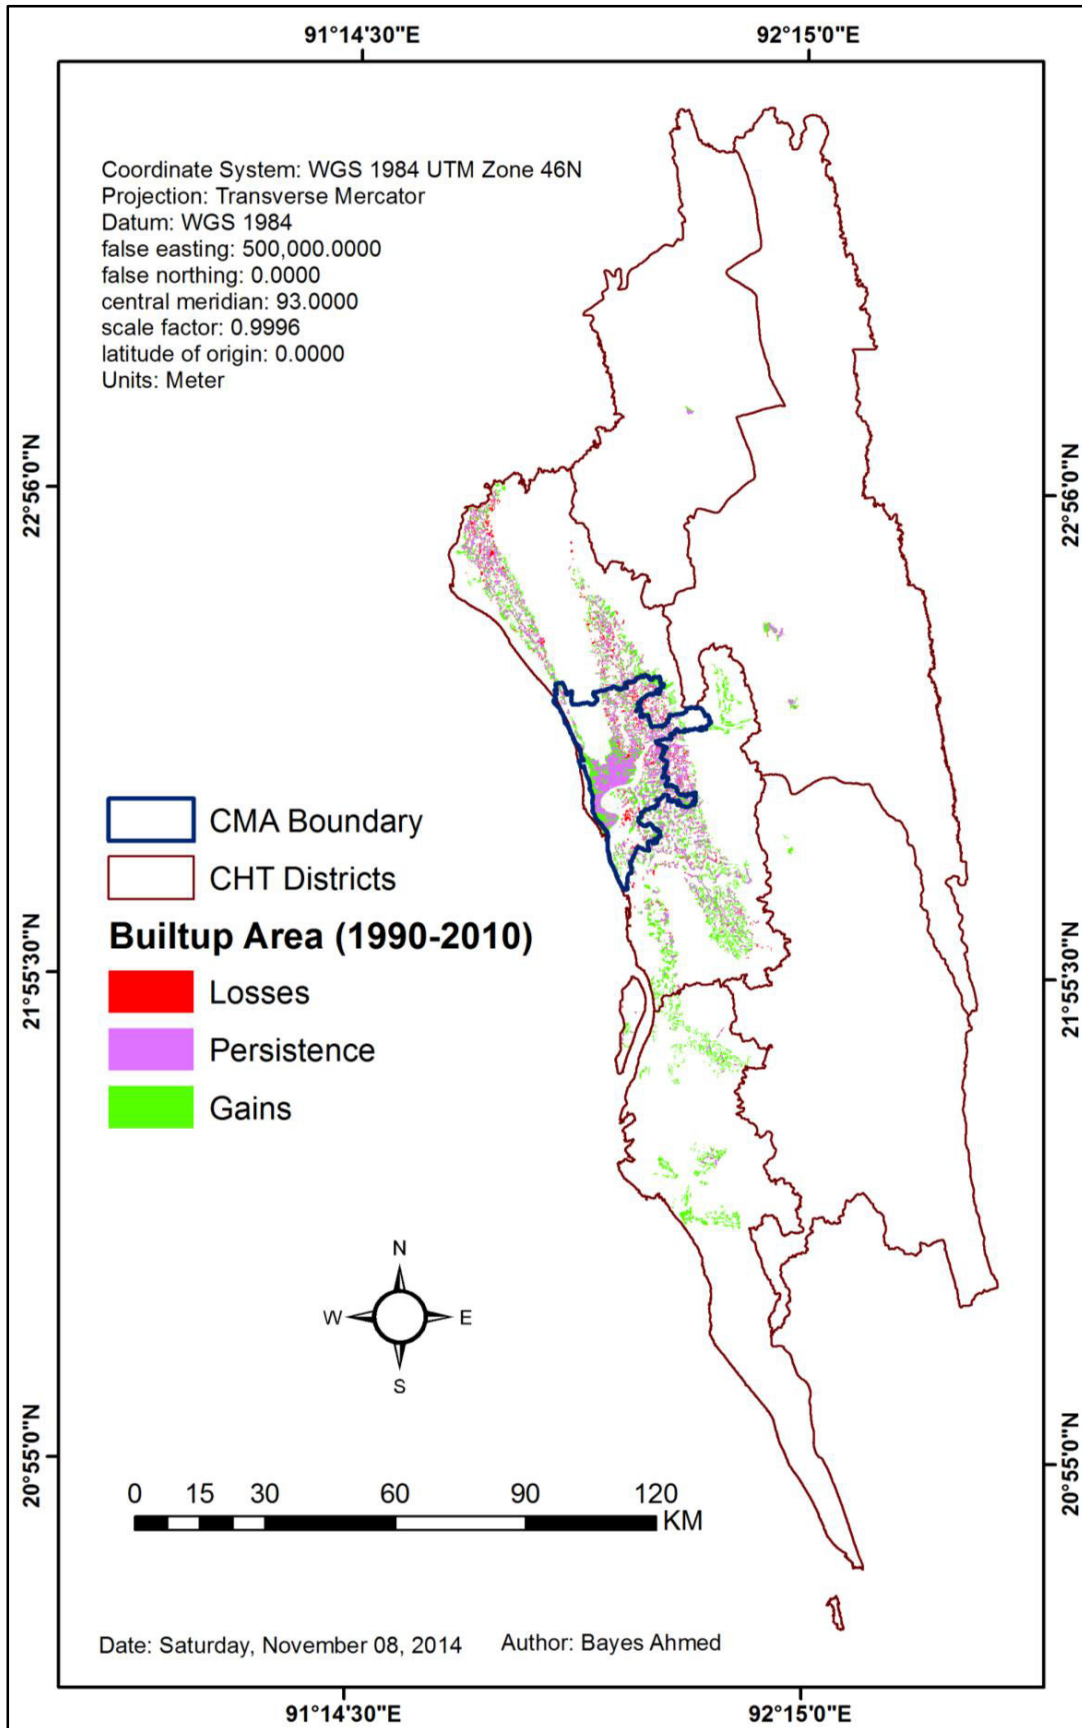 91°14'30"E
92°15'0"E
Coordinate System: WGS 1984 UTM Zone 46N
Projection: Transverse Mercator
Datum: WGS 1984
false easting: 500,000.0000
false northing: 0.0000
central meridian: 93.0000
scale factor: 0.9996
latitude of origin: 0.0000
Units: Meter
22°56'0"N
22°56'0"N
CMA Boundary
CHT Districts
Builtup Area (1990-2010)
Losses
Persistence
Gains
21°55'30"N
21°55'30"N
N
W
E
S
20°55'0"N
20°55'0"N
0 15 30 60 90 120
KM
Date: Saturday, November 08, 2014
Author: Bayes Ahmed
91°14'30"E
92°15'0"E